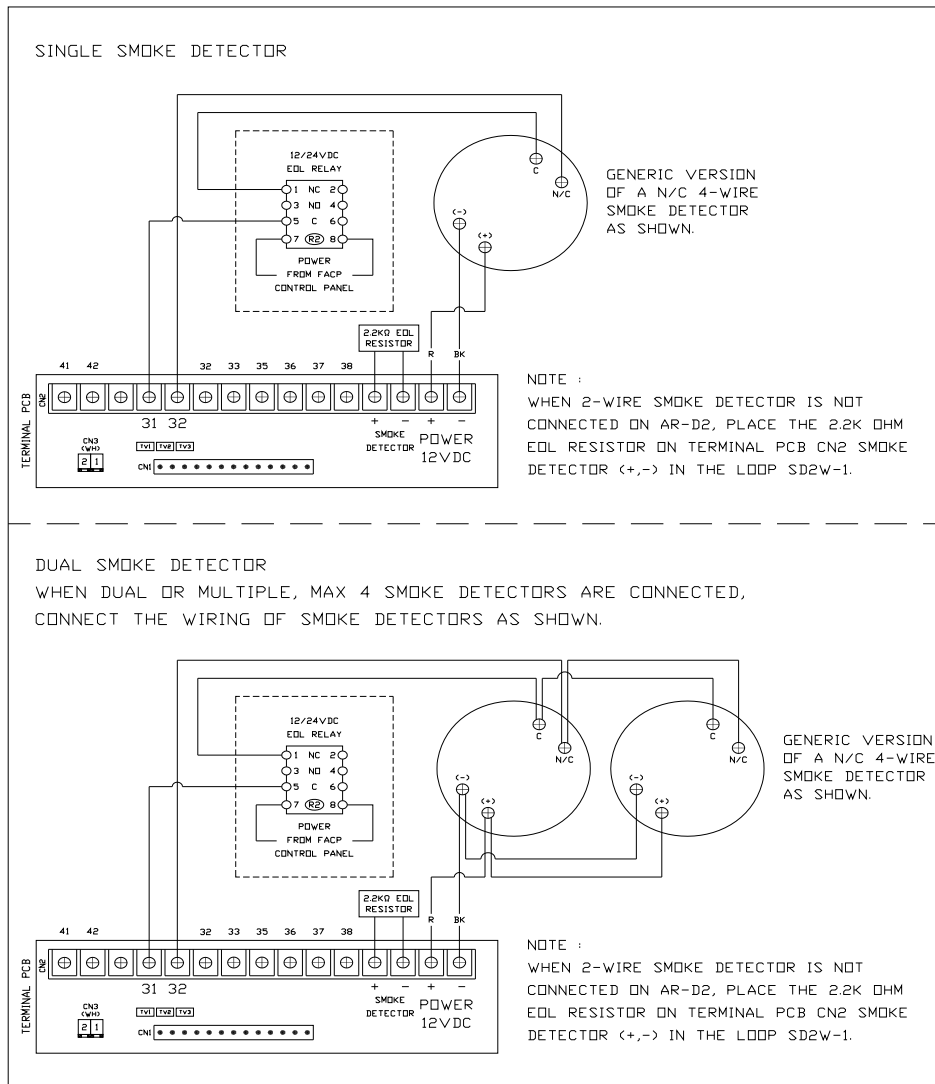 SINGLE SMOKE DETECTOR
12/24VDC
EOL RELAY
1 NC 2
3 NO 4
5 C 6
7 R2 8
POWER
FROM FACP
CONTROL PANEL
C
N/C
(-)
(+)
GENERIC VERSION
OF A N/C 4-WIRE
SMOKE DETECTOR
AS SHOWN.
2.2KΩ EOL
RESISTOR
R BK
41 42 32 33 35 36 37 38
TERMINAL PCB
CN2
31 32
+ - + -
SMOKE
DETECTOR
POWER
12VDC
CN3
(WH)
2 1
TV1 TV2 TV3
CN1
NOTE :
WHEN 2-WIRE SMOKE DETECTOR IS NOT
CONNECTED ON AR-D2, PLACE THE 2.2K OHM
EOL RESISTOR ON TERMINAL PCB CN2 SMOKE
DETECTOR (+,-) IN THE LOOP SD2W-1.
DUAL SMOKE DETECTOR
WHEN DUAL OR MULTIPLE, MAX 4 SMOKE DETECTORS ARE CONNECTED,
CONNECT THE WIRING OF SMOKE DETECTORS AS SHOWN.
12/24VDC
EOL RELAY
1 NC 2
3 NO 4
5 C 6
7 R2 8
POWER
FROM FACP
CONTROL PANEL
C
N/C
(-)
(+)
C
N/C
(-)
(+)
GENERIC VERSION
OF A N/C 4-WIRE
SMOKE DETECTOR
AS SHOWN.
2.2KΩ EOL
RESISTOR
R BK
41 42 32 33 35 36 37 38
TERMINAL PCB
CN2
31 32
+ - + -
SMOKE
DETECTOR
POWER
12VDC
CN3
(WH)
2 1
TV1 TV2 TV3
CN1
NOTE :
WHEN 2-WIRE SMOKE DETECTOR IS NOT
CONNECTED ON AR-D2, PLACE THE 2.2K OHM
EOL RESISTOR ON TERMINAL PCB CN2 SMOKE
DETECTOR (+,-) IN THE LOOP SD2W-1.